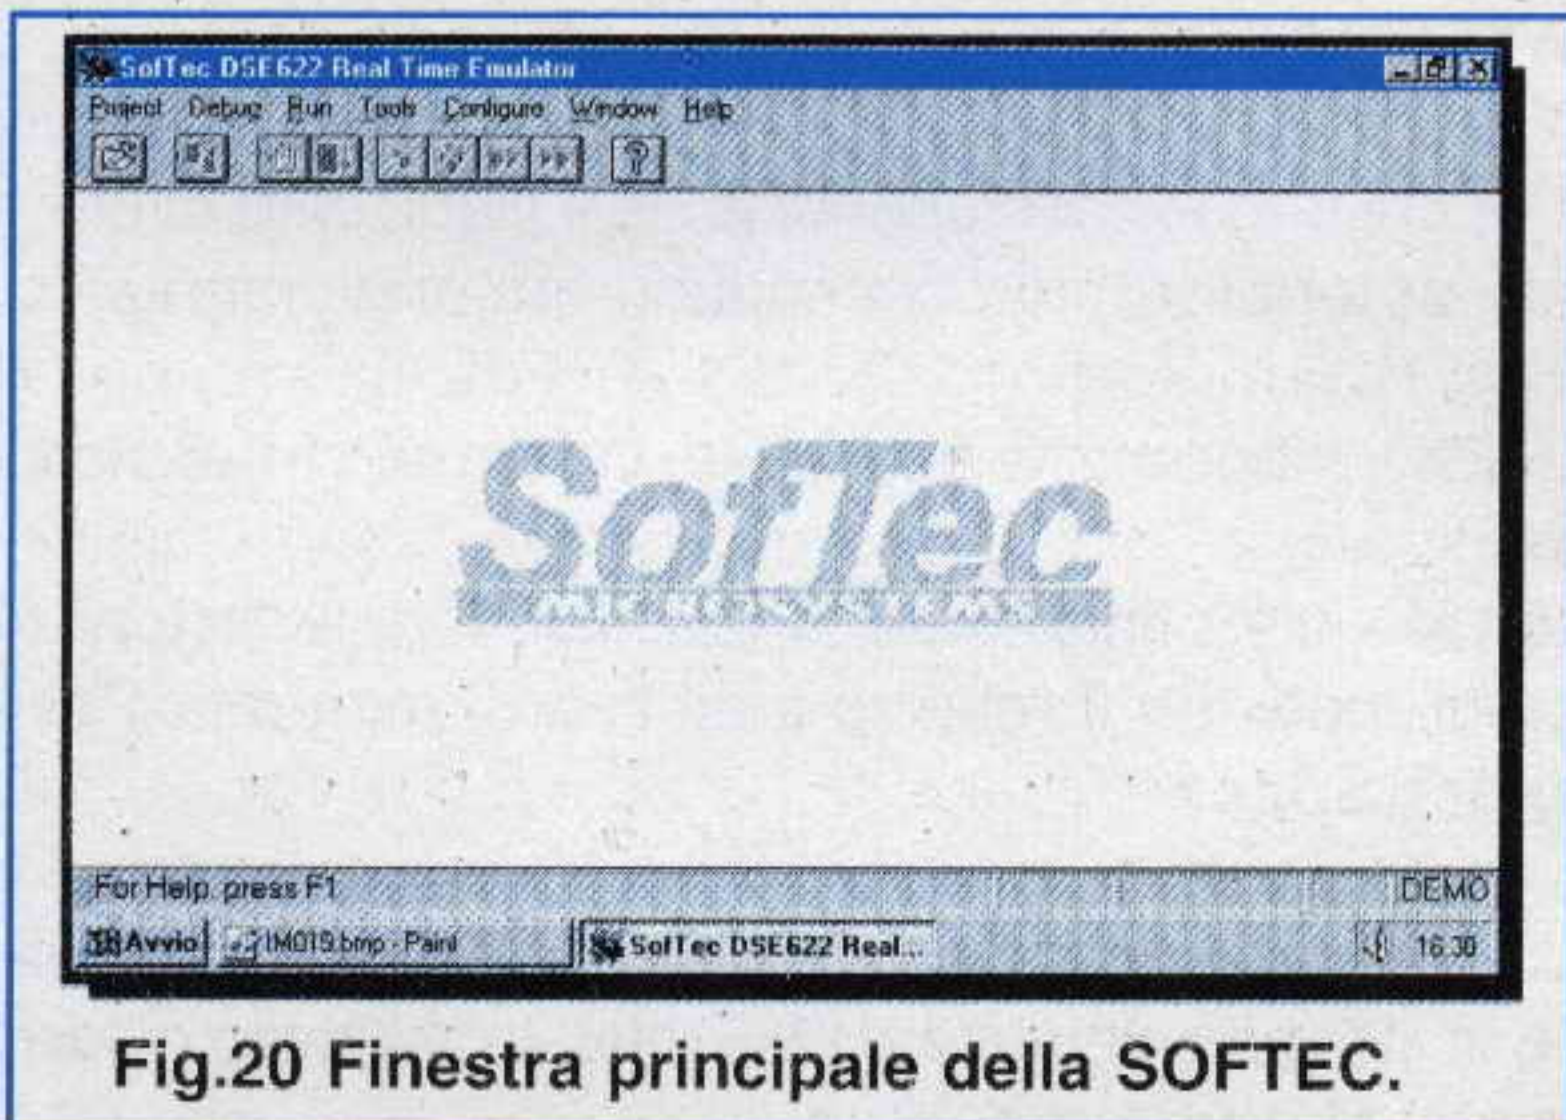 SofTec DSE622 Real Time Emulator
Project Debug Run Tools Configure Window Help
SofTec
MICROSYSTEMS
For Help, press F1
DEMO
Avvio IM019.bmp - Paint SofTec DSE622 Real... 16.30
Fig.20 Finestra principale della SOFTEC.